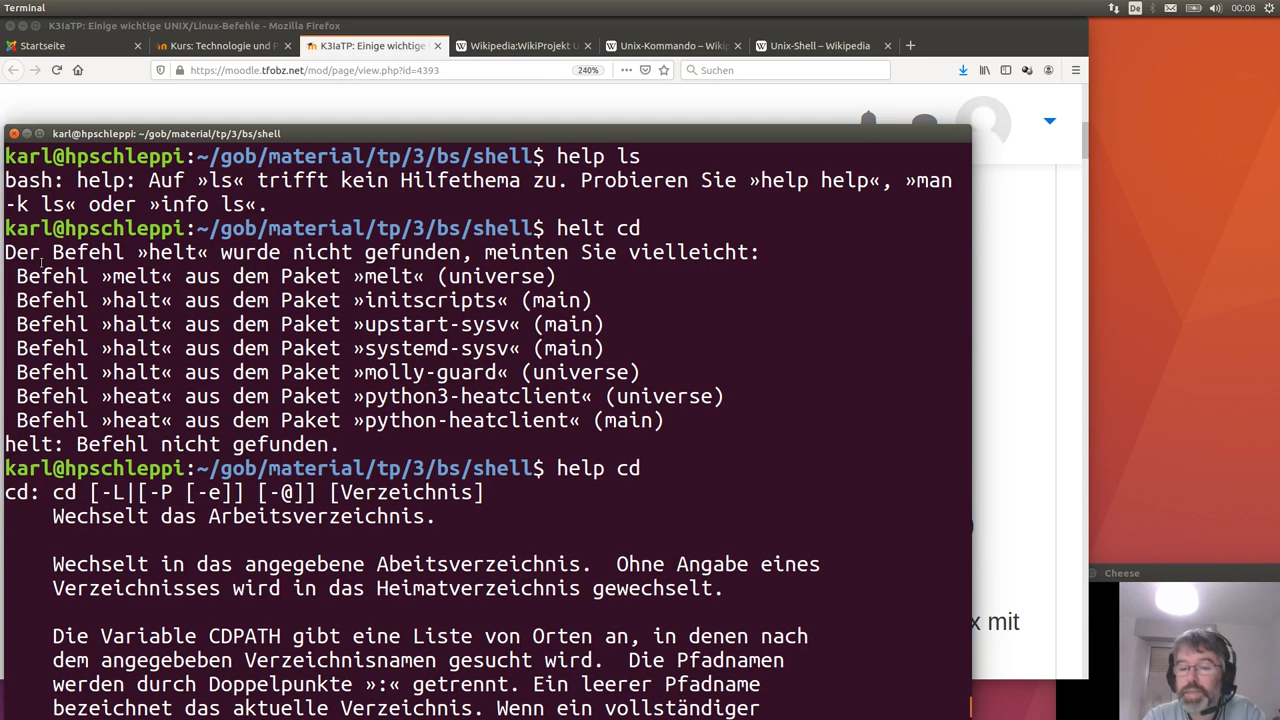 Terminal
De
00:08
K3IaTP: Einige wichtige UNIX/Linux-Befehle - Mozilla Firefox
Startseite
Kurs: Technologie und P
K3IaTP: Einige wichtige
Wikipedia:WikiProjekt U
Unix-Kommando – Wikip
Unix-Shell – Wikipedia
https://moodle.tfobz.net/mod/page/view.php?id=4393
240%
Suchen
karl@hpschleppi: ~/gob/material/tp/3/bs/shell
karl@hpschleppi:~/gob/material/tp/3/bs/shell$ help ls
bash: help: Auf »ls« trifft kein Hilfethema zu. Probieren Sie »help help«, »man
-k ls« oder »info ls«.
karl@hpschleppi:~/gob/material/tp/3/bs/shell$ helt cd
Der Befehl »helt« wurde nicht gefunden, meinten Sie vielleicht:
Befehl »melt« aus dem Paket »melt« (universe)
Befehl »halt« aus dem Paket »initscripts« (main)
Befehl »halt« aus dem Paket »upstart-sysv« (main)
Befehl »halt« aus dem Paket »systemd-sysv« (main)
Befehl »halt« aus dem Paket »molly-guard« (universe)
Befehl »heat« aus dem Paket »python3-heatclient« (universe)
Befehl »heat« aus dem Paket »python-heatclient« (main)
helt: Befehl nicht gefunden.
karl@hpschleppi:~/gob/material/tp/3/bs/shell$ help cd
cd: cd [-L|[-P [-e]] [-@]] [Verzeichnis]
Wechselt das Arbeitsverzeichnis.
Wechselt in das angegebene Abeitsverzeichnis.  Ohne Angabe eines
Verzeichnisses wird in das Heimatverzeichnis gewechselt.
Die Variable CDPATH gibt eine Liste von Orten an, in denen nach
dem angegebeben Verzeichnisnamen gesucht wird.  Die Pfadnamen
werden durch Doppelpunkte »:« getrennt. Ein leerer Pfadname
bezeichnet das aktuelle Verzeichnis. Wenn ein vollständiger
Cheese
x mit